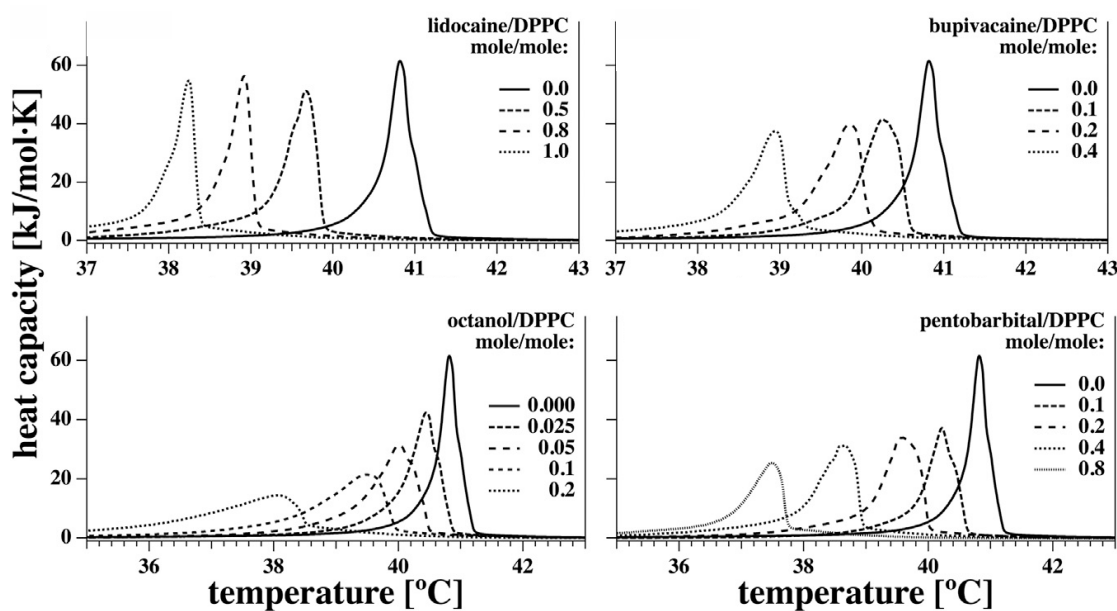 lidocaine/DPPC
mole/mole:
0.0
0.5
0.8
1.0
60
40
20
0
37 38 39 40 41 42 43
bupivacaine/DPPC
mole/mole:
0.0
0.1
0.2
0.4
37 38 39 40 41 42 43
heat capacity [kJ/mol·K]
octanol/DPPC
mole/mole:
0.000
0.025
0.05
0.1
0.2
60
40
20
0
36 38 40 42
temperature [ºC]
pentobarbital/DPPC
mole/mole:
0.0
0.1
0.2
0.4
0.8
36 38 40 42
temperature [ºC]